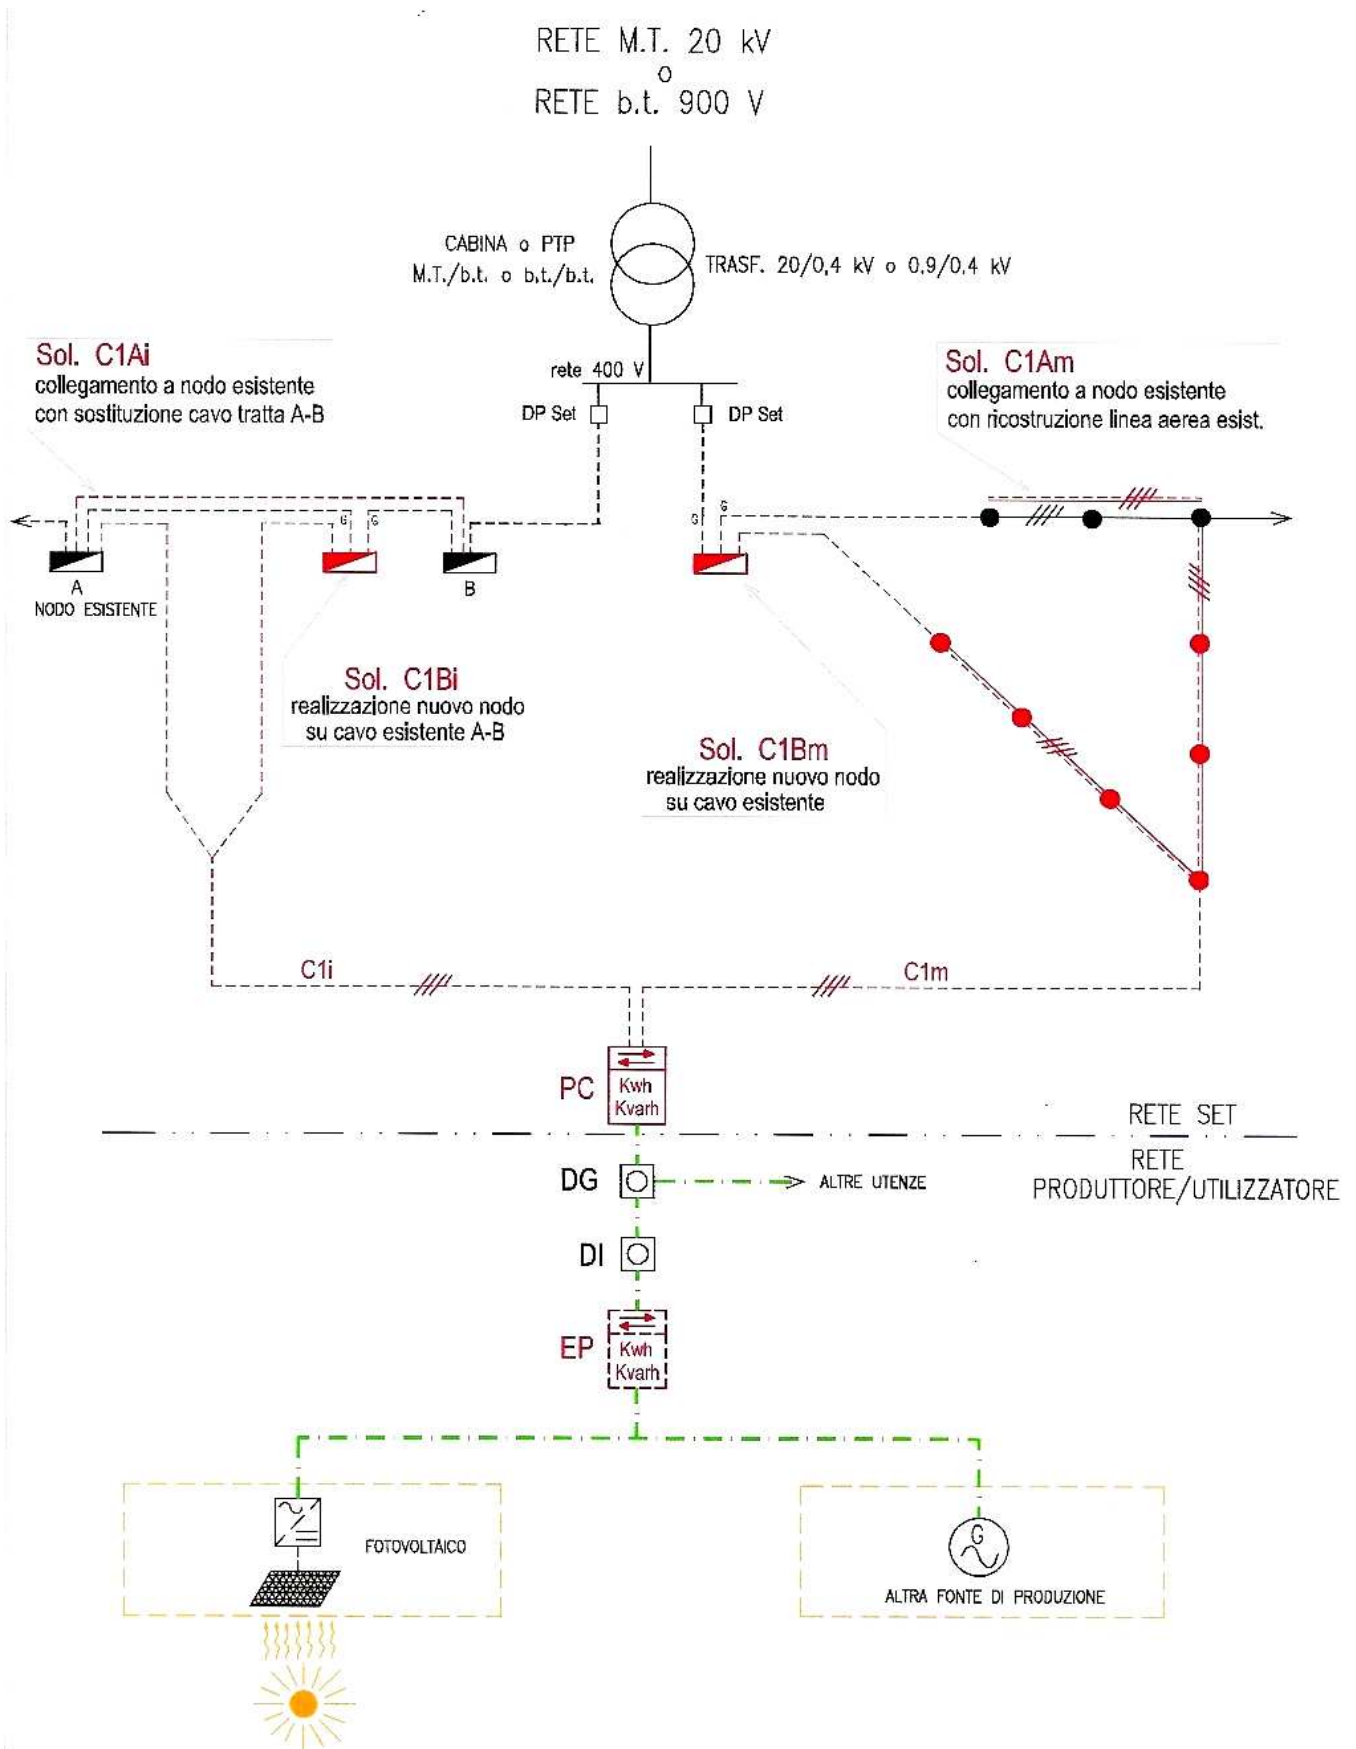 RETE M.T. 20 kV
o
RETE b.t. 900 V
CABINA o PTP
M.T./b.t. o b.t./b.t.
TRASF. 20/0,4 kV o 0,9/0,4 kV
rete 400 V
DP Set
DP Set
Sol. C1Ai
collegamento a nodo esistente
con sostituzione cavo tratta A-B
Sol. C1Am
collegamento a nodo esistente
con ricostruzione linea aerea esist.
G
G
G
G
A
NODO ESISTENTE
B
Sol. C1Bi
realizzazione nuovo nodo
su cavo esistente A-B
Sol. C1Bm
realizzazione nuovo nodo
su cavo esistente
C1i
C1m
PC
Kwh
Kvarh
RETE SET
RETE
PRODUTTORE/UTILIZZATORE
DG
ALTRE UTENZE
DI
EP
Kwh
Kvarh
FOTOVOLTAICO
G
ALTRA FONTE DI PRODUZIONE